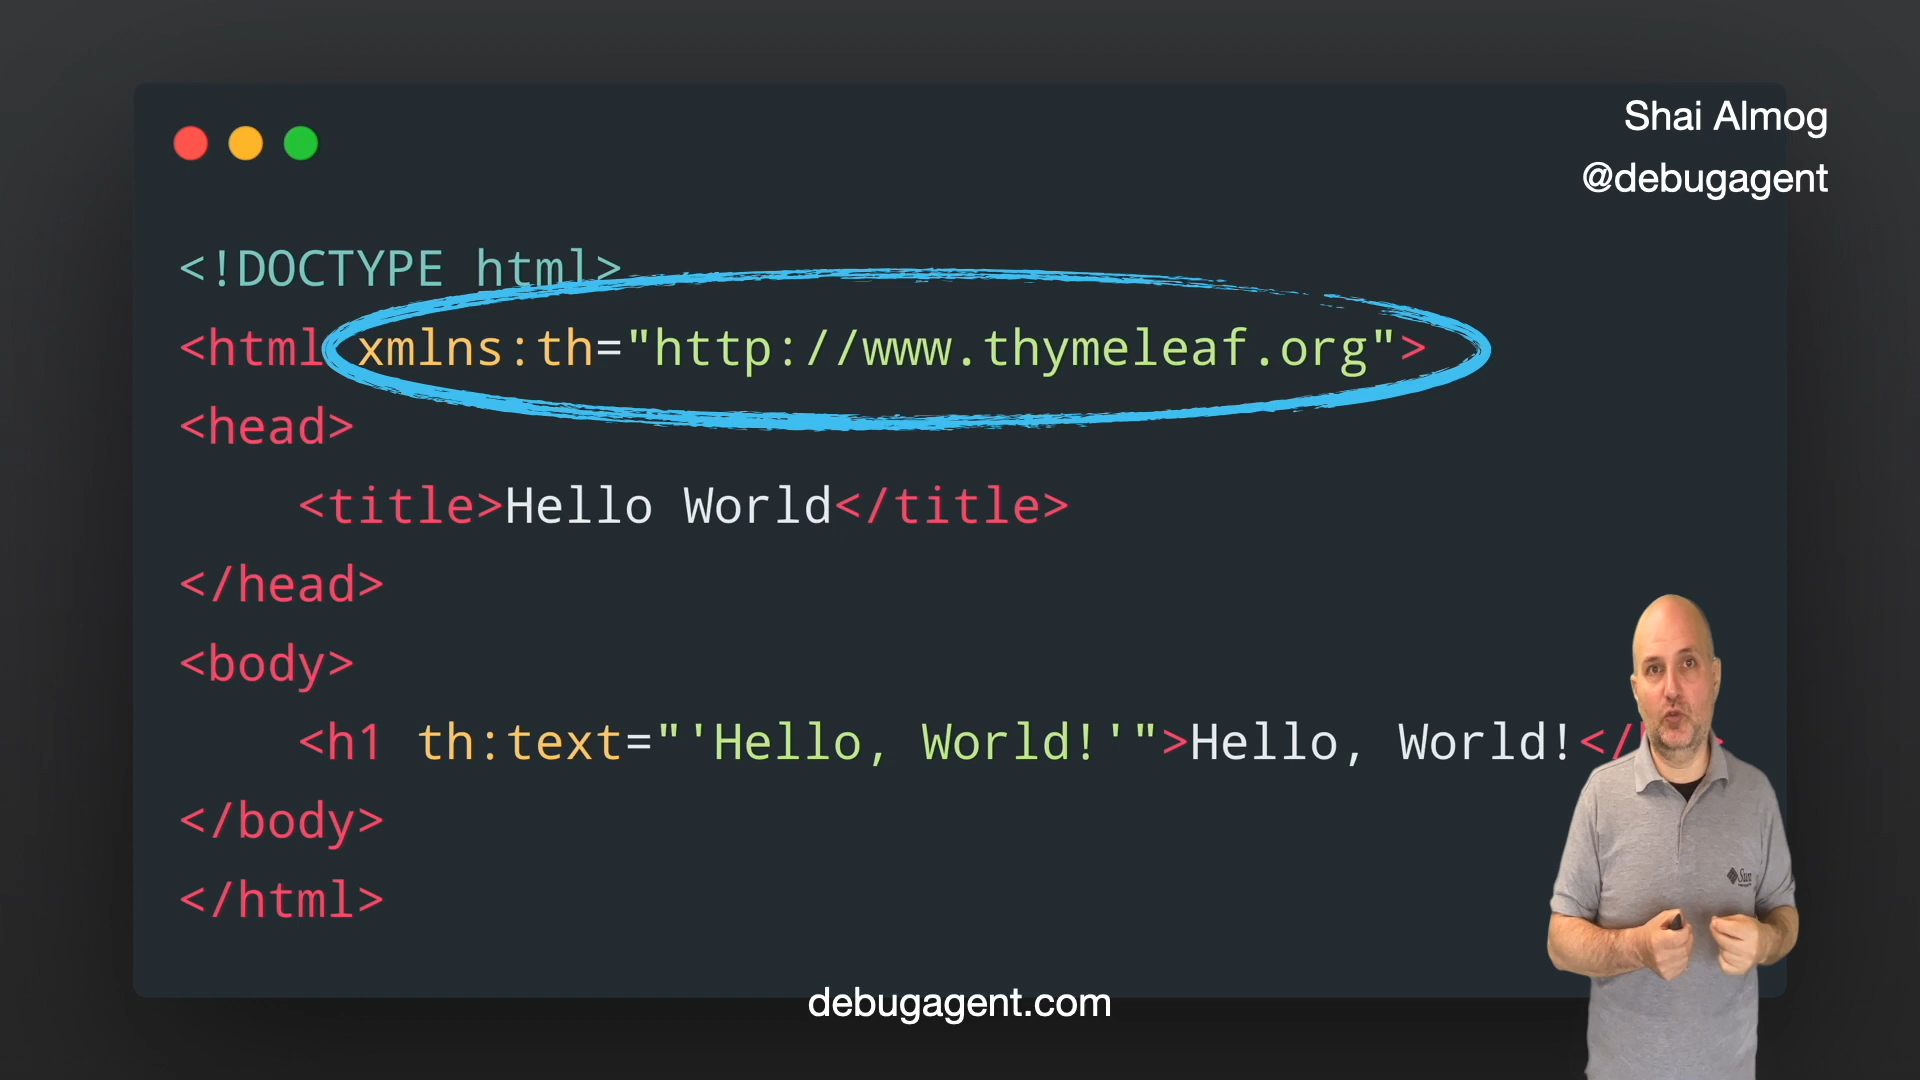 Shai Almog
@debugagent
<!DOCTYPE html>
<html xmlns:th="http://www.thymeleaf.org">
<head>
<title>Hello World</title>
</head>
<body>
<h1 th:text="'Hello, World!'">Hello, World!</
</body>
</html>
Sun
debugagent.com